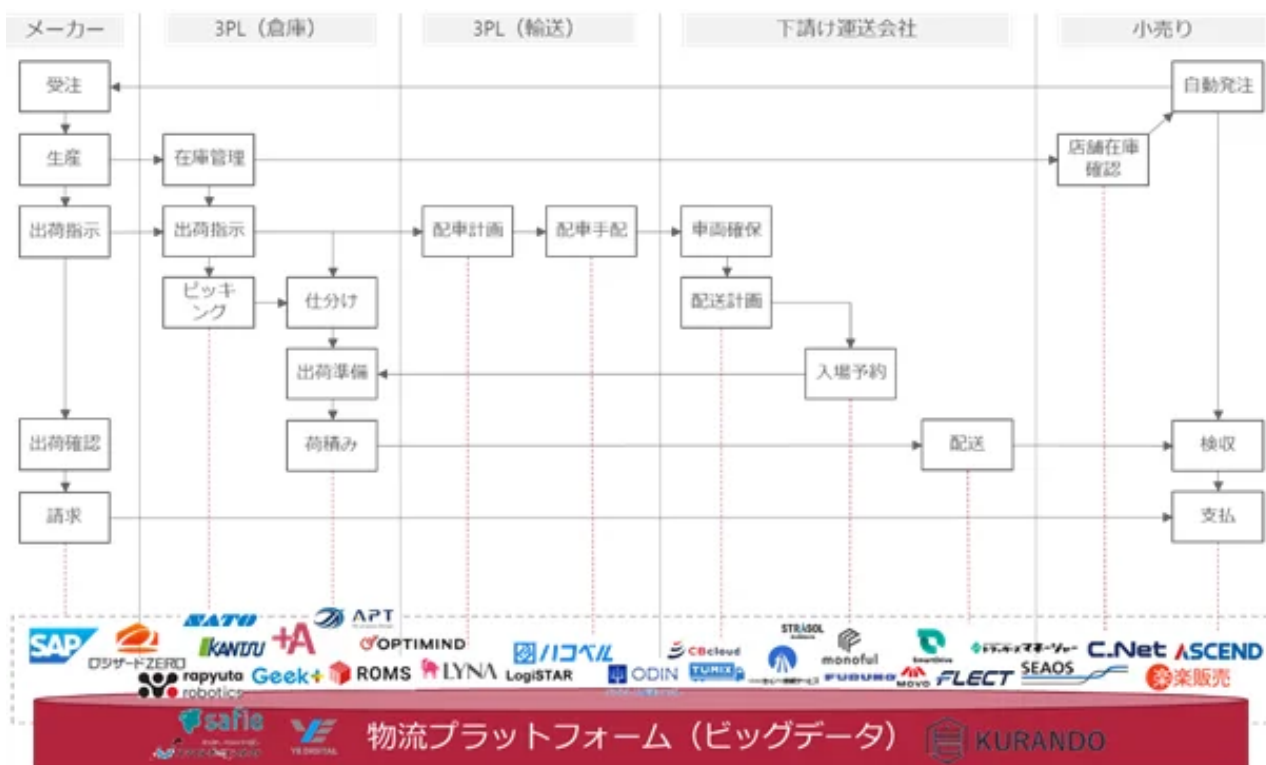 メーカー
3PL（倉庫）
3PL（輸送）
下請け運送会社
小売り
受注
自動発注
生産
在庫管理
店舗在庫
確認
出荷指示
出荷指示
配車計画
配車手配
車両確保
ピッキ
ング
仕分け
配送計画
出荷準備
入場予約
出荷確認
荷積み
配送
検収
請求
支払
SAP
ロジザードZERO
SATO
KANTSU
+A
APT
OPTIMIND
rapyuta
robotics
Geek+
ROMS
LYNA
LogiSTAR
ハコベル
ODIN
CBcloud
TUMIX
STRASOL
monoful
FUBURG
MOVO
SmartDrive
FLECT
SEAOS
C.Net
ASCEND
楽販売
safie
YE DIGITAL
物流プラットフォーム（ビッグデータ）
KURANDO